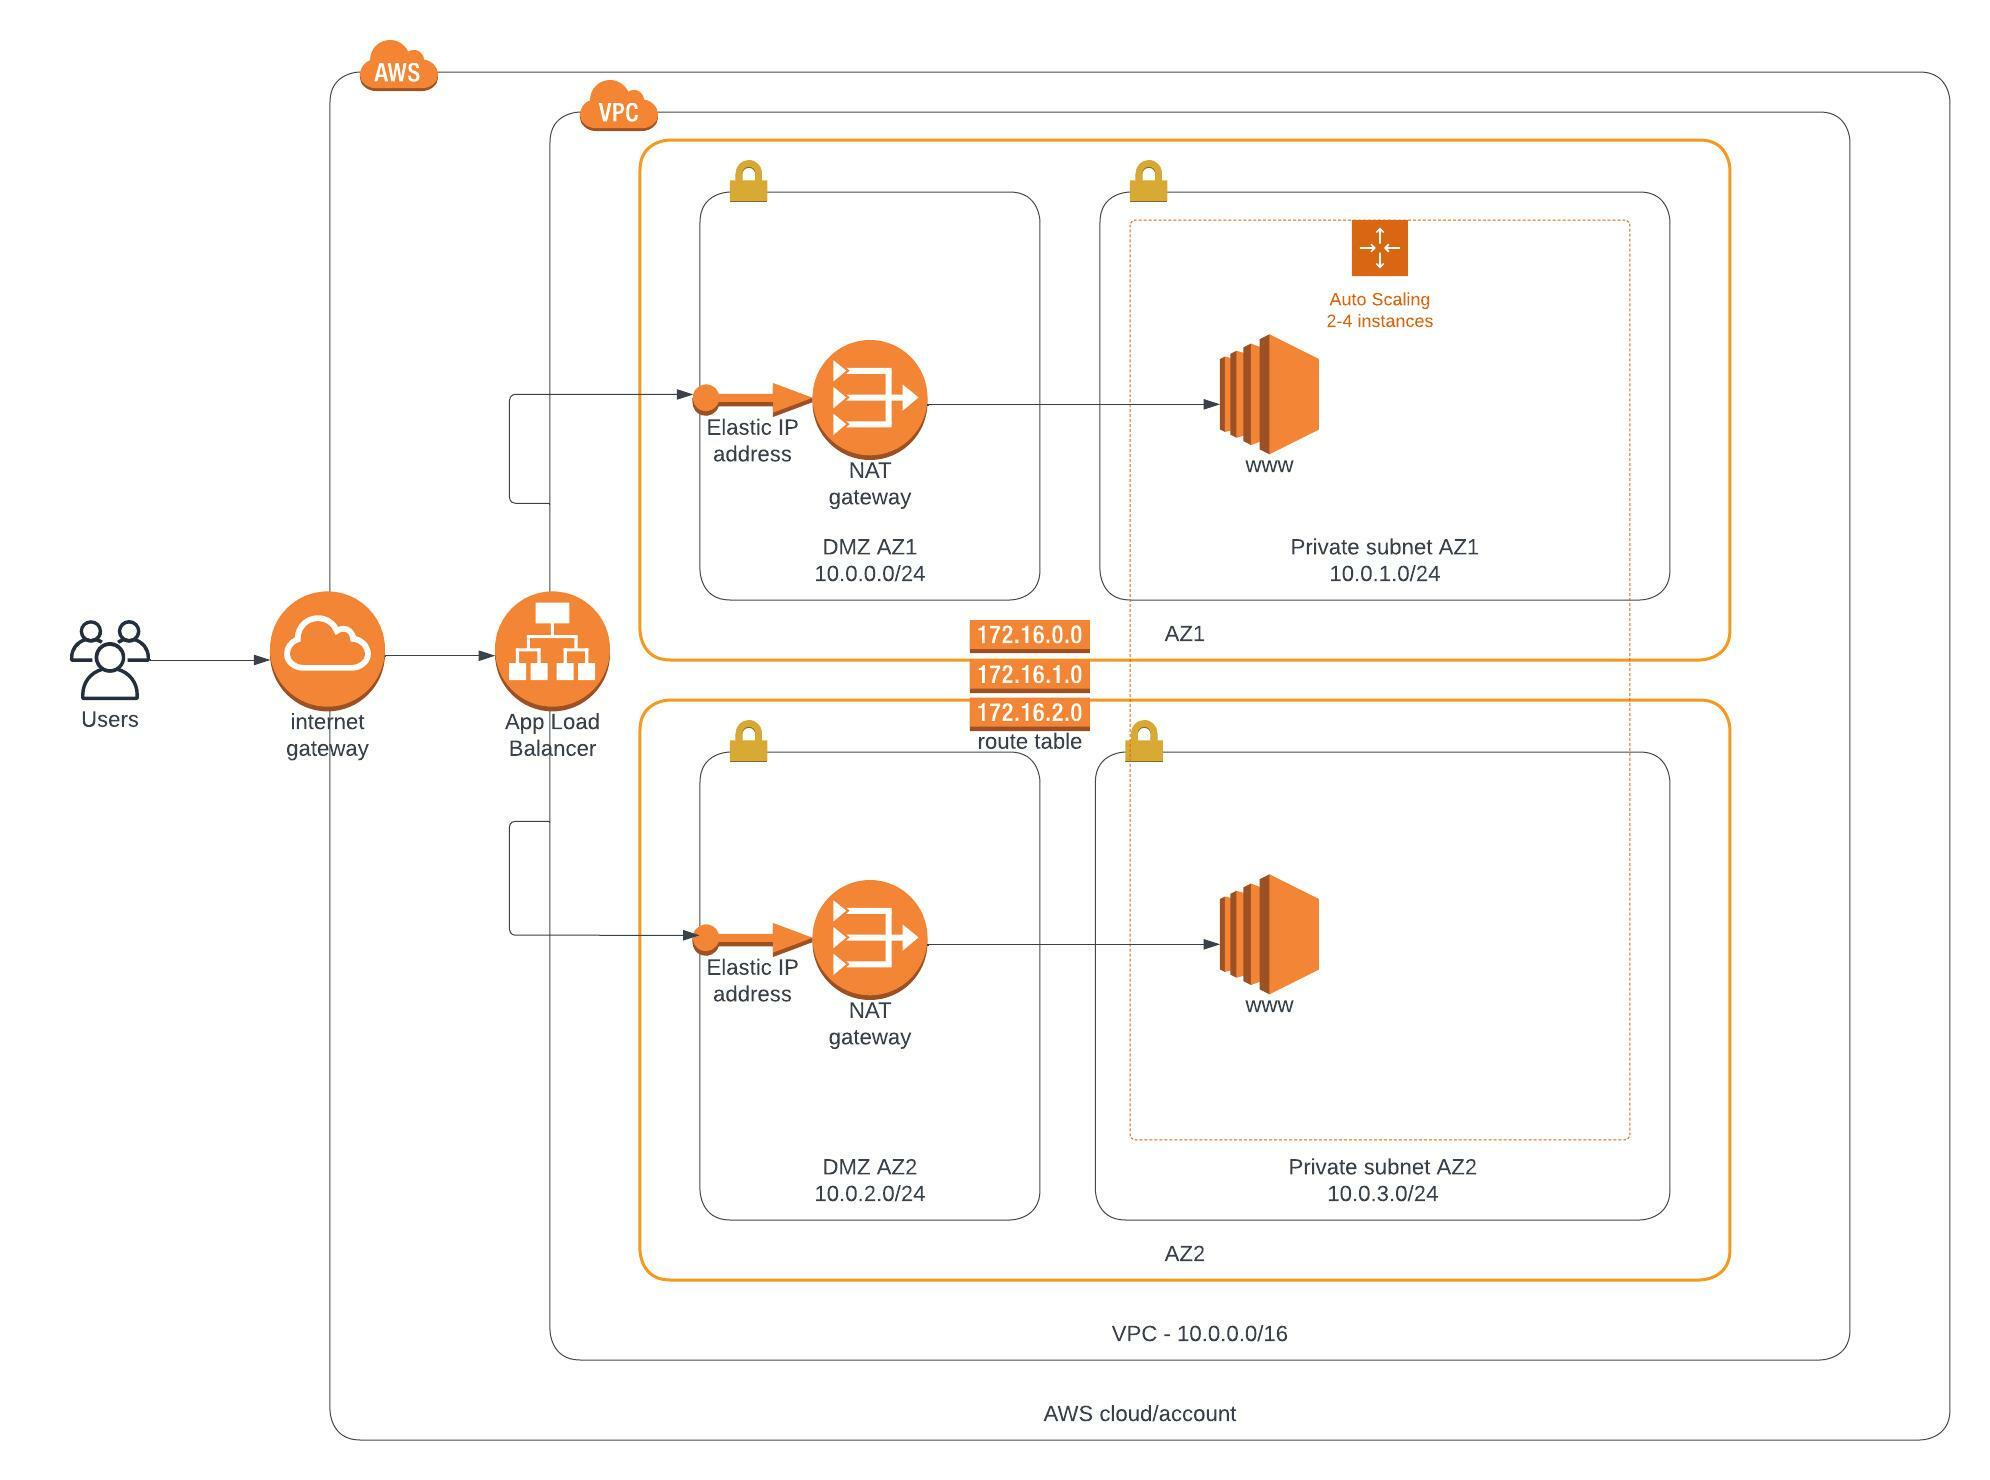 AWS
VPC
Auto Scaling
2-4 instances
Elastic IP
address
NAT
gateway
www
DMZ AZ1
10.0.0.0/24
Private subnet AZ1
10.0.1.0/24
AZ1
172.16.0.0
172.16.1.0
172.16.2.0
route table
Users
internet
gateway
App Load
Balancer
Elastic IP
address
NAT
gateway
www
DMZ AZ2
10.0.2.0/24
Private subnet AZ2
10.0.3.0/24
AZ2
VPC - 10.0.0.0/16
AWS cloud/account